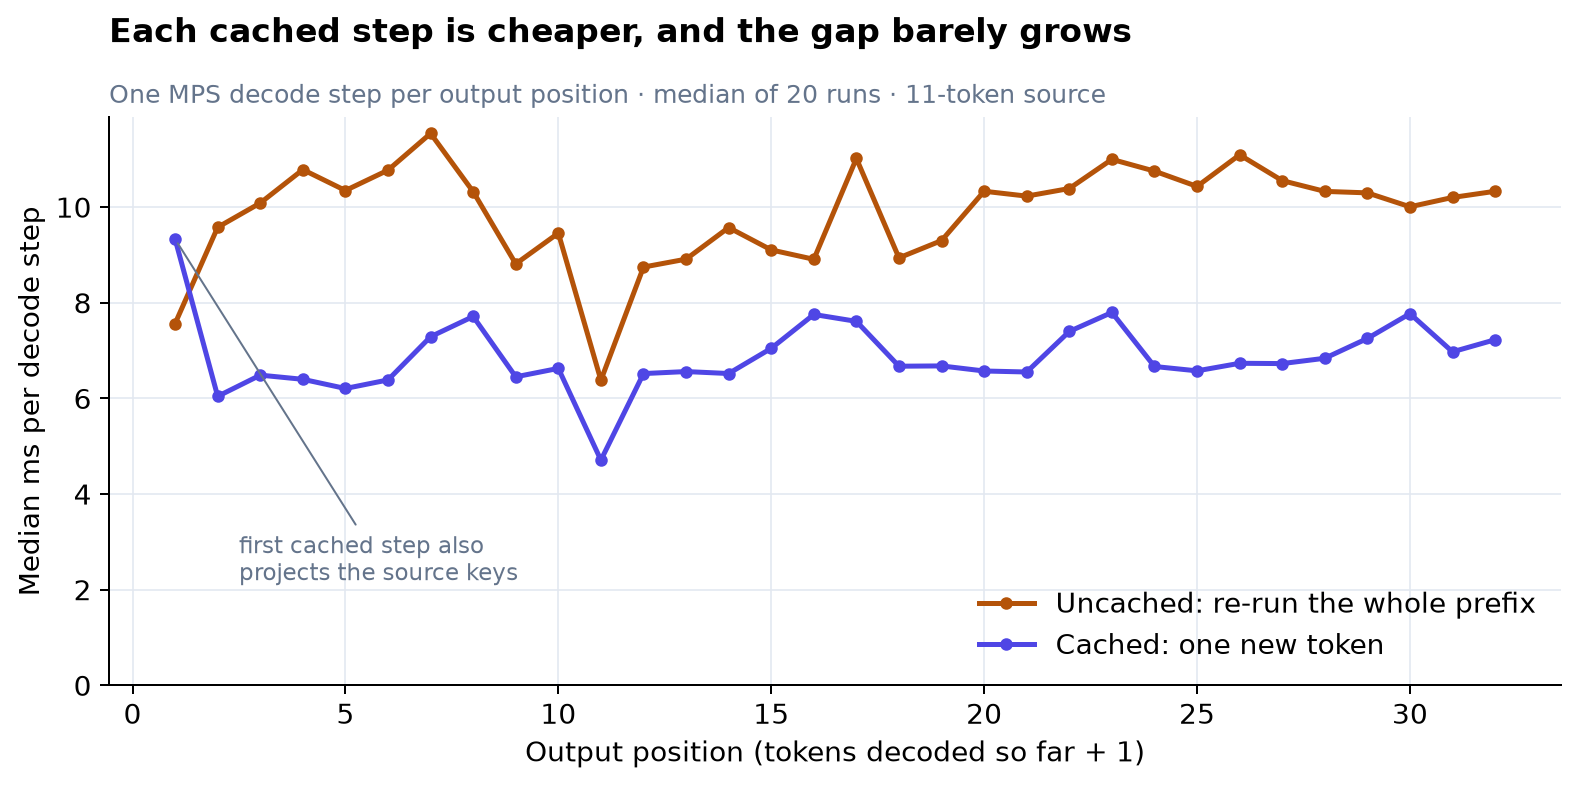 Each cached step is cheaper, and the gap barely grows
One MPS decode step per output position · median of 20 runs · 11-token source
Median ms per decode step
10
8
6
4
2
0
first cached step also
projects the source keys
Uncached: re-run the whole prefix
Cached: one new token
0 5 10 15 20 25 30
Output position (tokens decoded so far + 1)